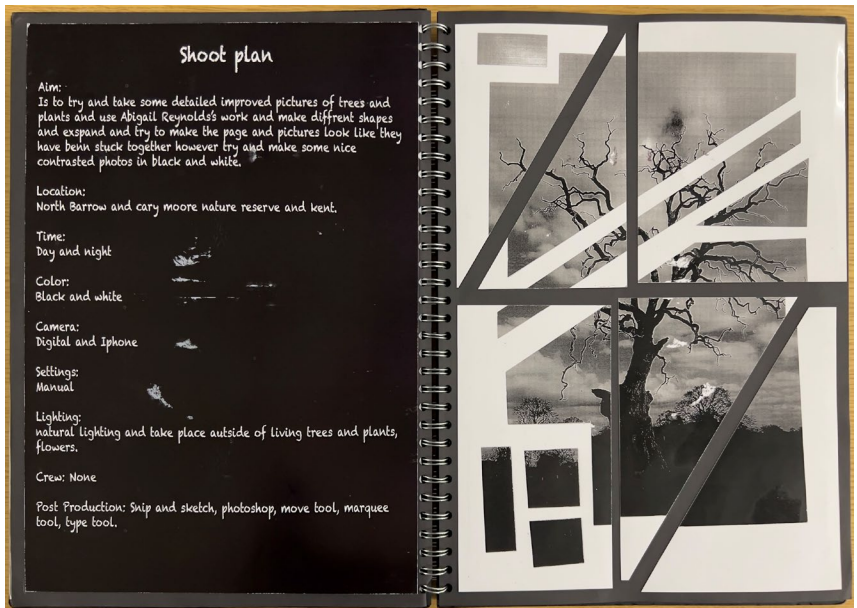 Shoot plan
Aim:
Is to try and take some detailed improved pictures of trees and
plants and use Abigail Reynolds's work and make diffrent shapes
and exspand and try to make the page and pictures look like they
have benn stuck together however try and make some nice
contrasted photos in black and white.
Location:
North Barrow and cary moore nature reserve and kent.
Time:
Day and night
Color:
Black and white
Camera:
Digital and Iphone
Settings:
Manual
Lighting:
natural lighting and take place autside of living trees and plants,
flowers.
Crew: None
Post Production: Snip and sketch, photoshop, move tool, marquee
tool, type tool.